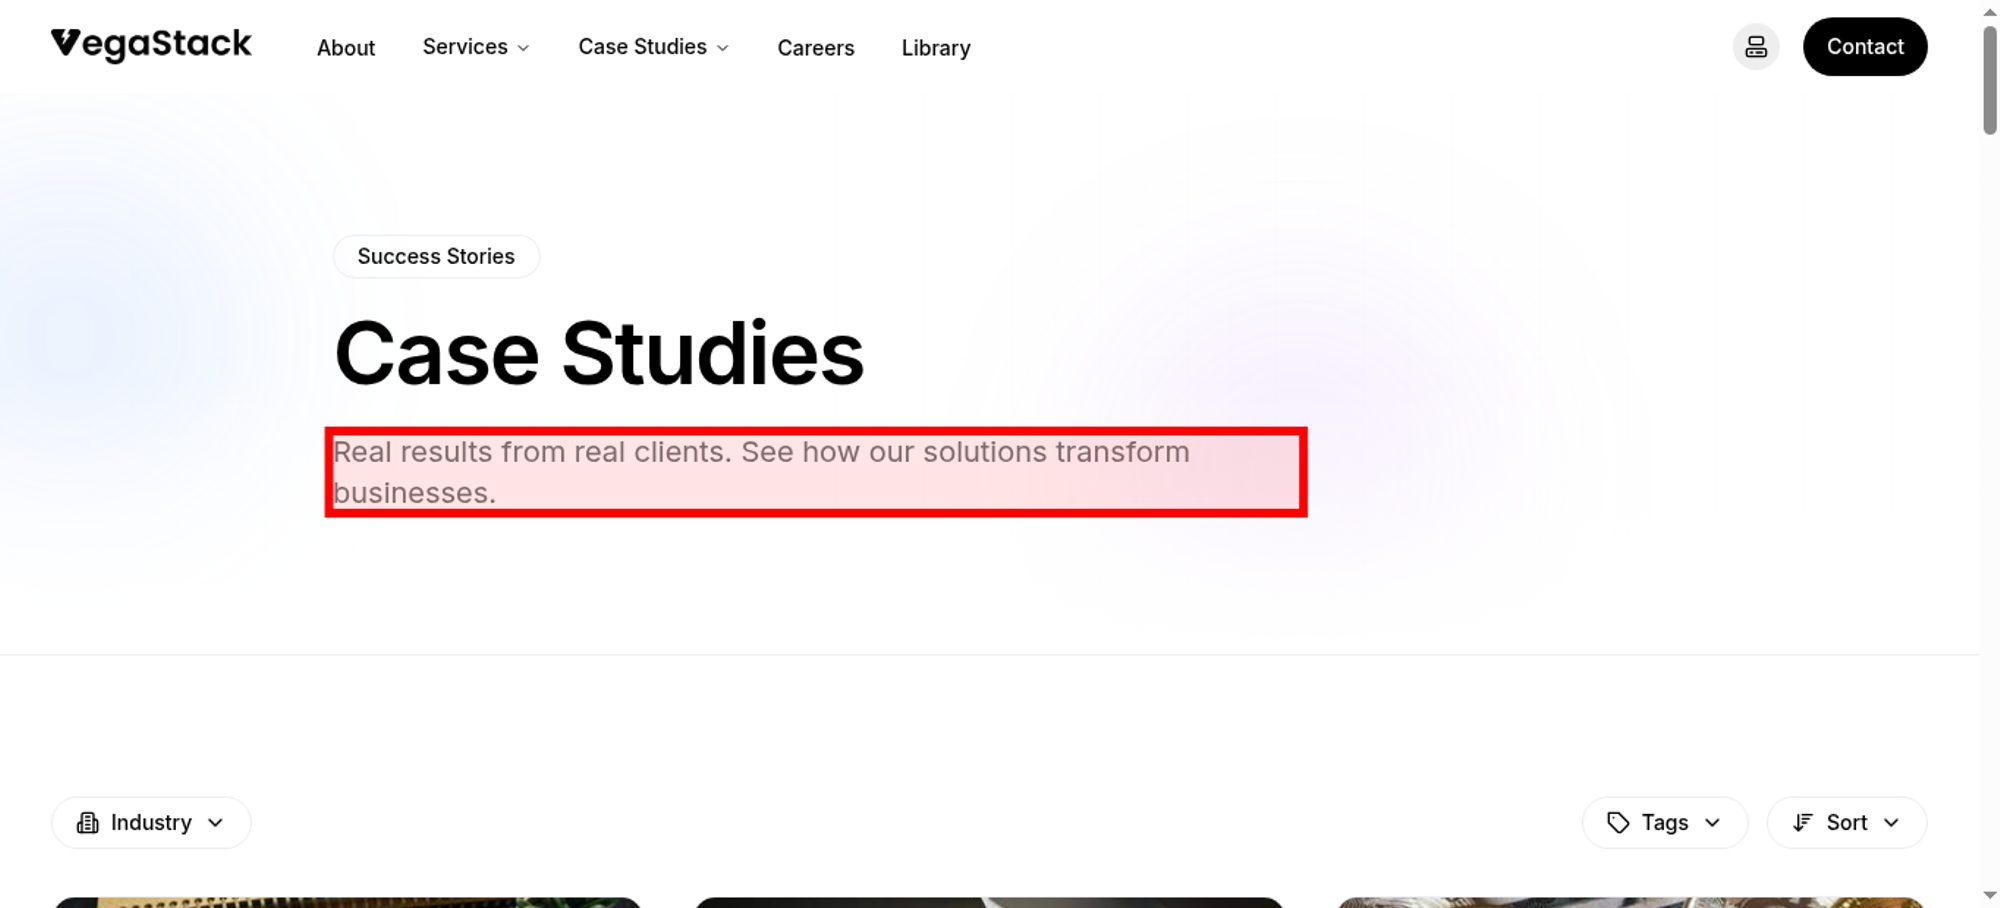 VegaStack
About
Services
Case Studies
Careers
Library
Contact
Success Stories
Case Studies
Real results from real clients. See how our solutions transform
businesses.
Industry
Tags
Sort